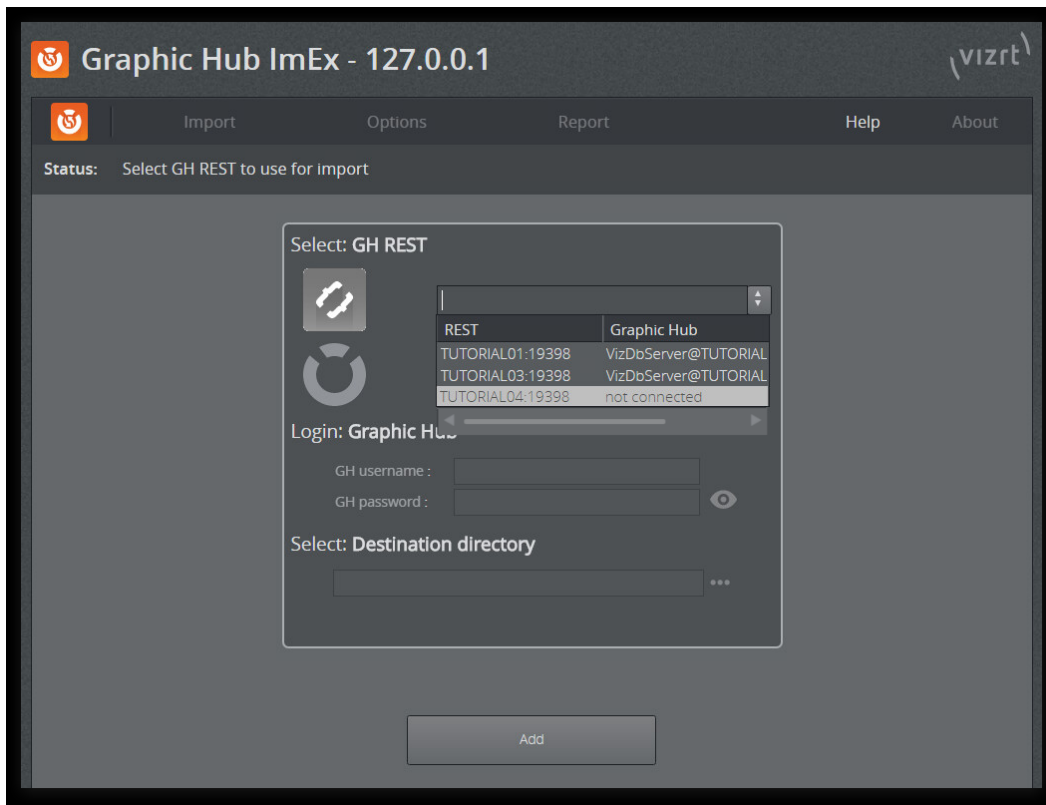 Graphic Hub ImEx - 127.0.0.1
vizrt
Import Options Report Help About
Status: Select GH REST to use for import
Select: GH REST
REST Graphic Hub
TUTORIAL01:19398 VizDbServer@TUTORIAL
TUTORIAL03:19398 VizDbServer@TUTORIAL
TUTORIAL04:19398 not connected
Login: Graphic Hub
GH username :
GH password :
Select: Destination directory
Add